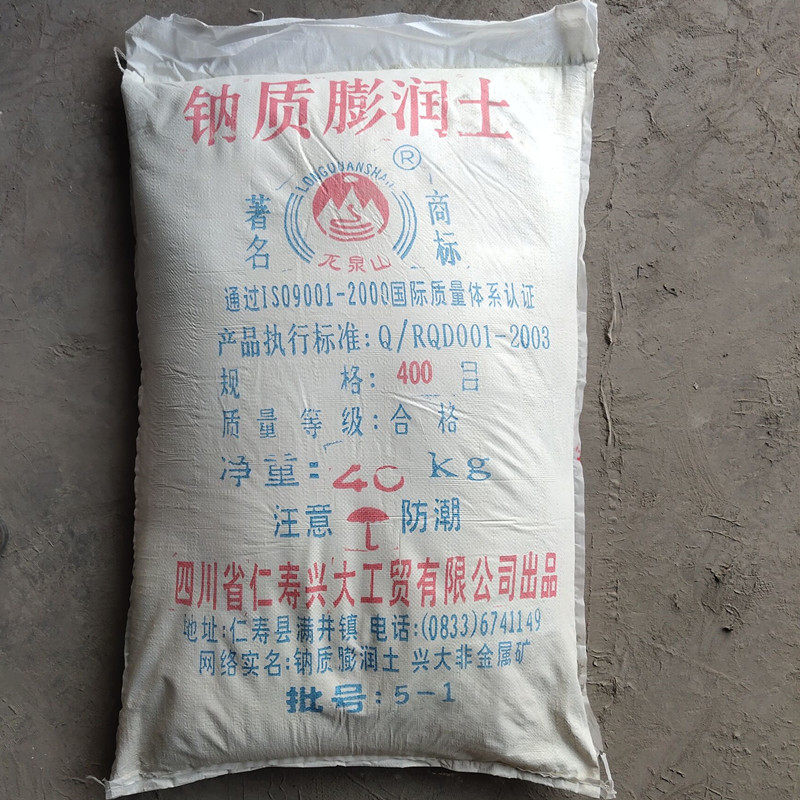 钠质膨润土
LONGQUANSHAN ®
著名 商标
兀泉山
通过ISO9001-2000国际质量体系认证
产品执行标准:Q/RQD001-2003
规 格:400 目
质量等级:合格
净重:40 kg
注意 防潮
四川省仁寿兴大工贸有限公司出品
地址:仁寿县满井镇 电话:(0833)6741149
网络实名:钠质膨润土 兴大非金属矿
批号:5-1